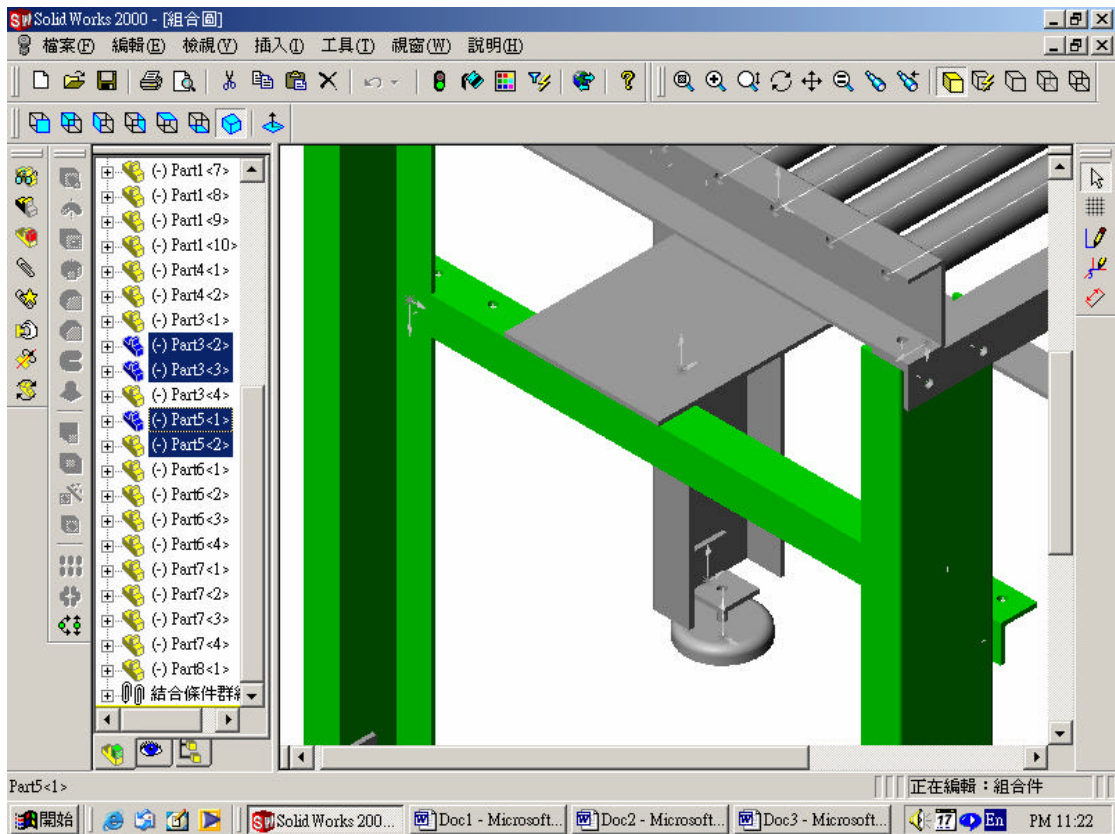 Solid Works 2000 - [組合圖]
檔案(F) 編輯(E) 檢視(V) 插入(I) 工具(T) 視窗(W) 說明(H)
(-) Part1<7>
(-) Part1<8>
(-) Part1<9>
(-) Part1<10>
(-) Part4<1>
(-) Part4<2>
(-) Part3<1>
(-) Part3<2>
(-) Part3<3>
(-) Part3<4>
(-) Part5<1>
(-) Part5<2>
(-) Part6<1>
(-) Part6<2>
(-) Part6<3>
(-) Part6<4>
(-) Part7<1>
(-) Part7<2>
(-) Part7<3>
(-) Part7<4>
(-) Part8<1>
結合條件群
Part5<1>
正在編輯：組合件
開始 Solid Works 200... Doc1 - Microsoft... Doc2 - Microsoft... Doc3 - Microsoft... 17 En PM 11:22